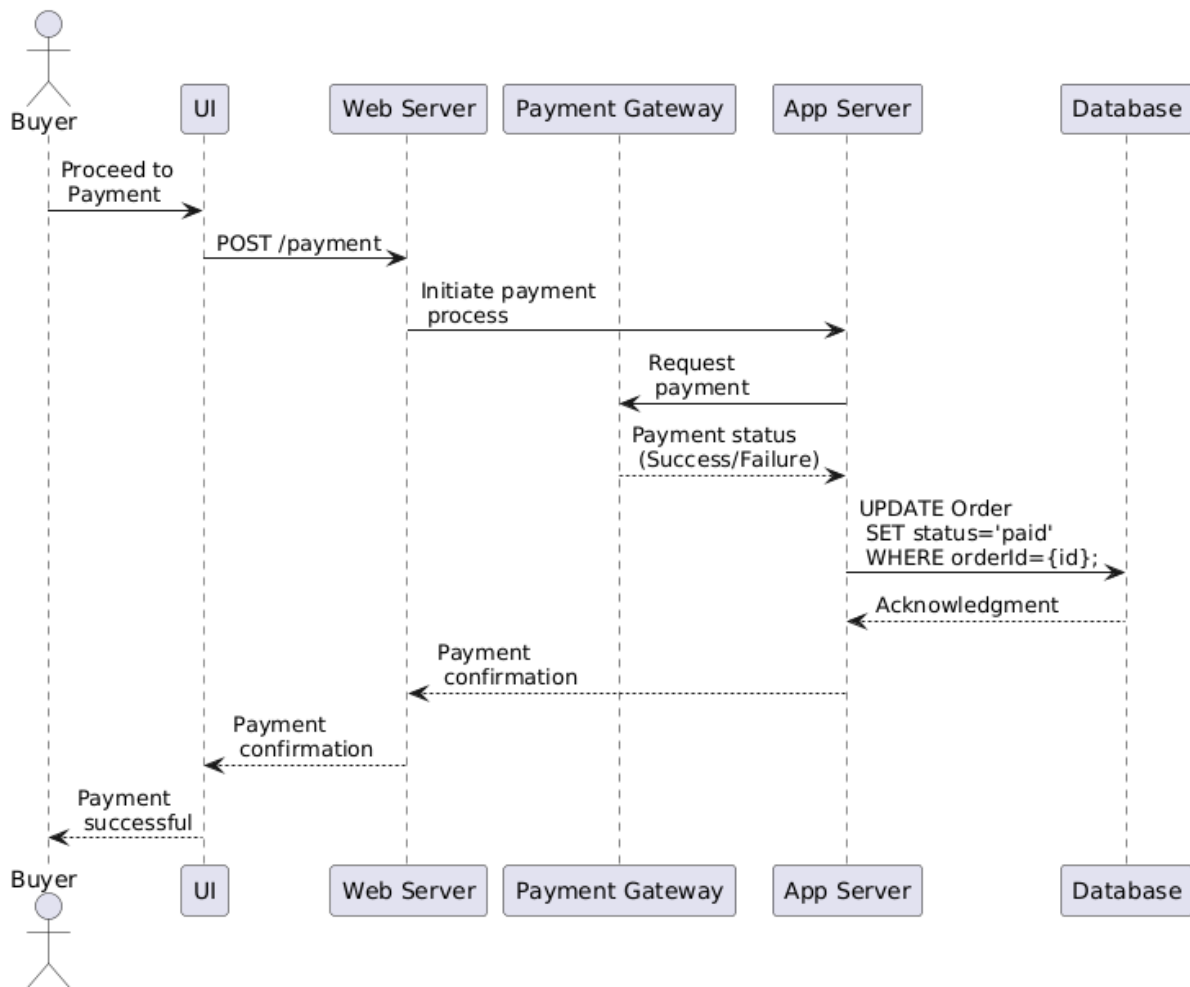 Buyer
UI
Web Server
Payment Gateway
App Server
Database
Proceed to
Payment
POST /payment
Initiate payment
process
Request
payment
Payment status
(Success/Failure)
UPDATE Order
SET status='paid'
WHERE orderId={id};
Acknowledgment
Payment
confirmation
Payment
confirmation
Payment
successful
Buyer
UI
Web Server
Payment Gateway
App Server
Database